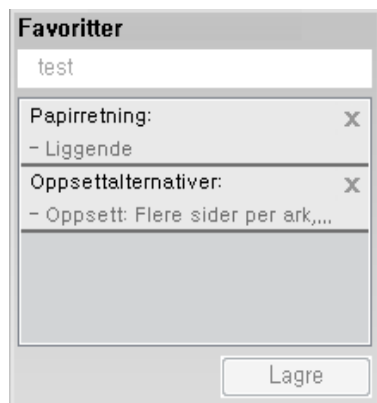 Favoritter
test
Papirretning:
X
- Liggende
Oppsettalternativer:
X
- Oppsett: Flere sider per ark,...
Lagre